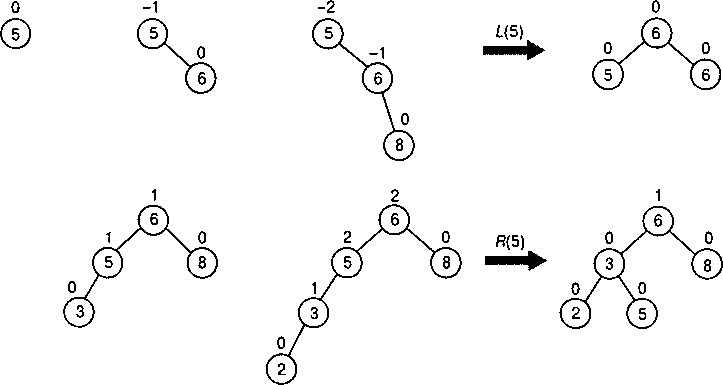 0 −1 −2 0
5 5 5 L(5) 6
0 −1 0 0
6 6 5 6
0
8
1 2 1
6 6 6
1 0 2 0 R(5) 0 0
5 8 5 8 3 8
0 1 0 0
3 3 2 5
0
2